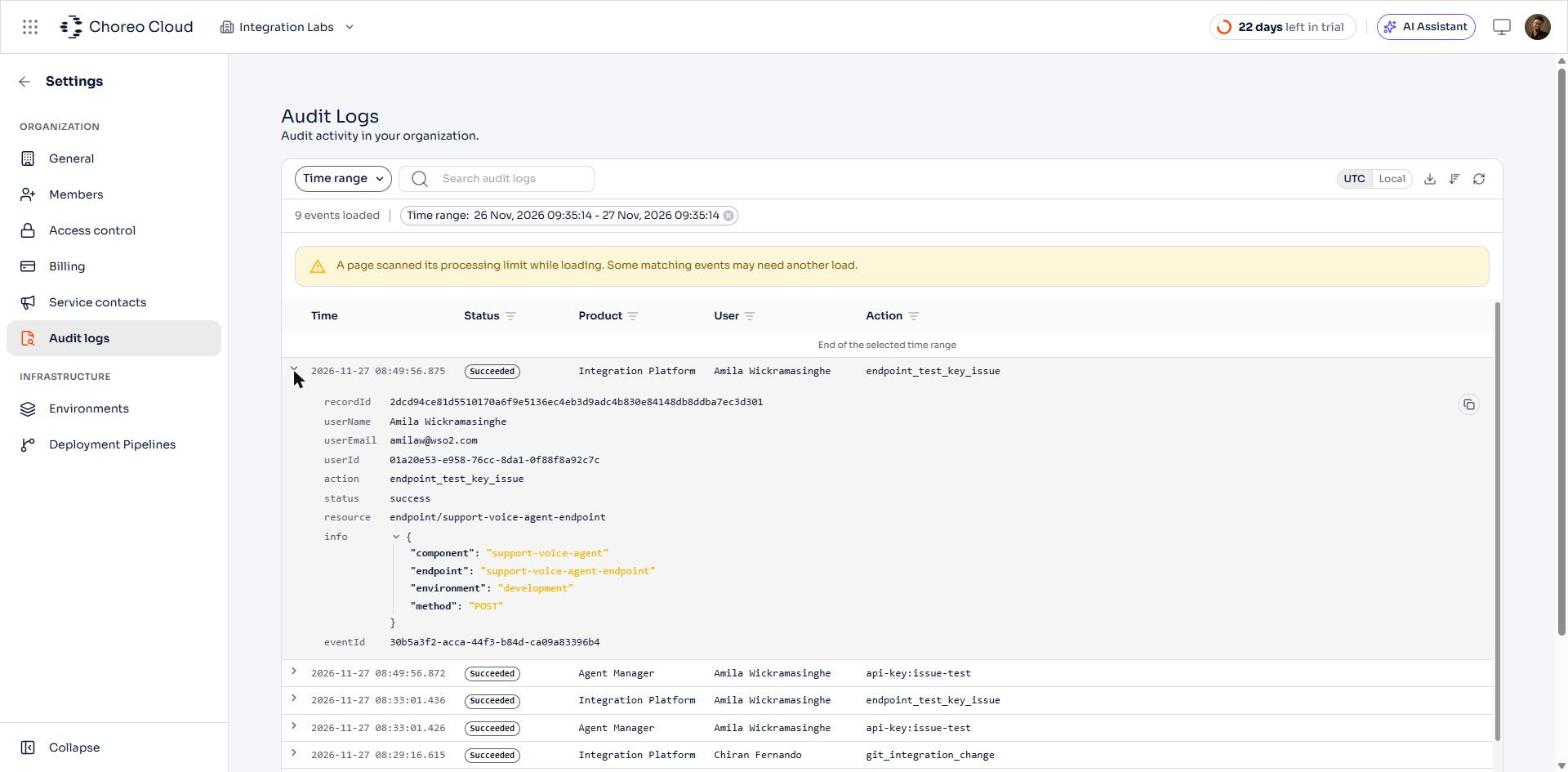 Choreo Cloud
Integration Labs
22 days left in trial
AI Assistant
Settings
ORGANIZATION
General
Members
Access control
Billing
Service contacts
Audit logs
INFRASTRUCTURE
Environments
Deployment Pipelines
Collapse
Audit Logs
Audit activity in your organization.
Time range
Search audit logs
UTC Local
9 events loaded Time range: 26 Nov, 2026 09:35:14 - 27 Nov, 2026 09:35:14
A page scanned its processing limit while loading. Some matching events may need another load.
Time Status Product User Action
End of the selected time range
2026-11-27 08:49:56.875 Succeeded Integration Platform Amila Wickramasinghe endpoint_test_key_issue
recordId 2dcd94ce81d5510170a6f9e5136ec4eb3d9adc4b830e84148db8ddba7ec3d301
userName Amila Wickramasinghe
userEmail amilaw@wso2.com
userId 01a20e53-e958-76cc-8da1-0f88f8a92c7c
action endpoint_test_key_issue
status success
resource endpoint/support-voice-agent-endpoint
info {
"component": "support-voice-agent"
"endpoint": "support-voice-agent-endpoint"
"environment": "development"
"method": "POST"
}
eventId 30b5a3f2-acca-44f3-b84d-ca09a83396b4
2026-11-27 08:49:56.872 Succeeded Agent Manager Amila Wickramasinghe api-key:issue-test
2026-11-27 08:33:01.436 Succeeded Integration Platform Amila Wickramasinghe endpoint_test_key_issue
2026-11-27 08:33:01.426 Succeeded Agent Manager Amila Wickramasinghe api-key:issue-test
2026-11-27 08:29:16.615 Succeeded Integration Platform Chiran Fernando git_integration_change